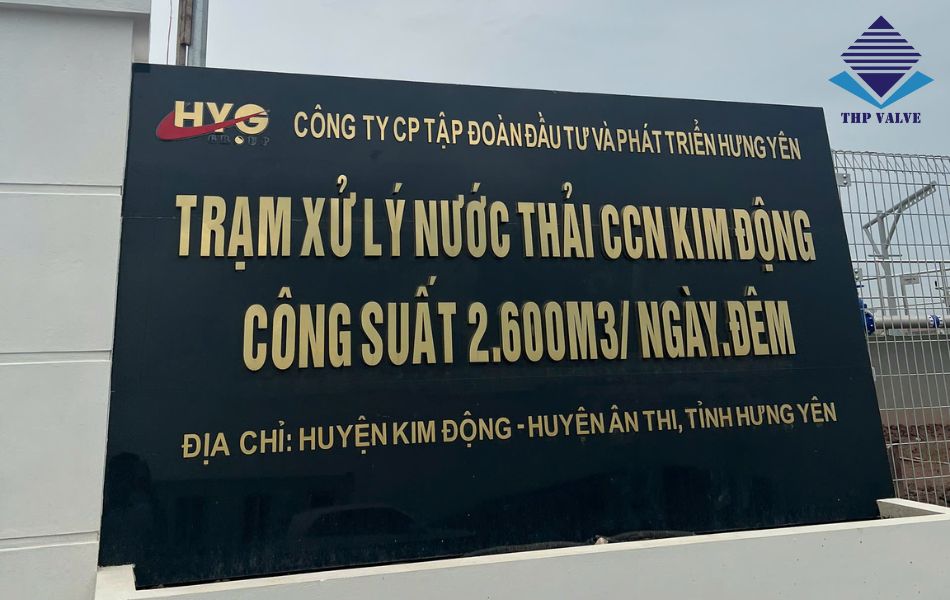 THP VALVE
HYG
GROUP
CÔNG TY CP TẬP ĐOÀN ĐẦU TƯ VÀ PHÁT TRIỂN HƯNG YÊN
TRẠM XỬ LÝ NƯỚC THẢI CCN KIM ĐỘNG
CÔNG SUẤT 2.600M3/ NGÀY.ĐÊM
ĐỊA CHỈ: HUYỆN KIM ĐỘNG - HUYỆN ÂN THI, TỈNH HƯNG YÊN